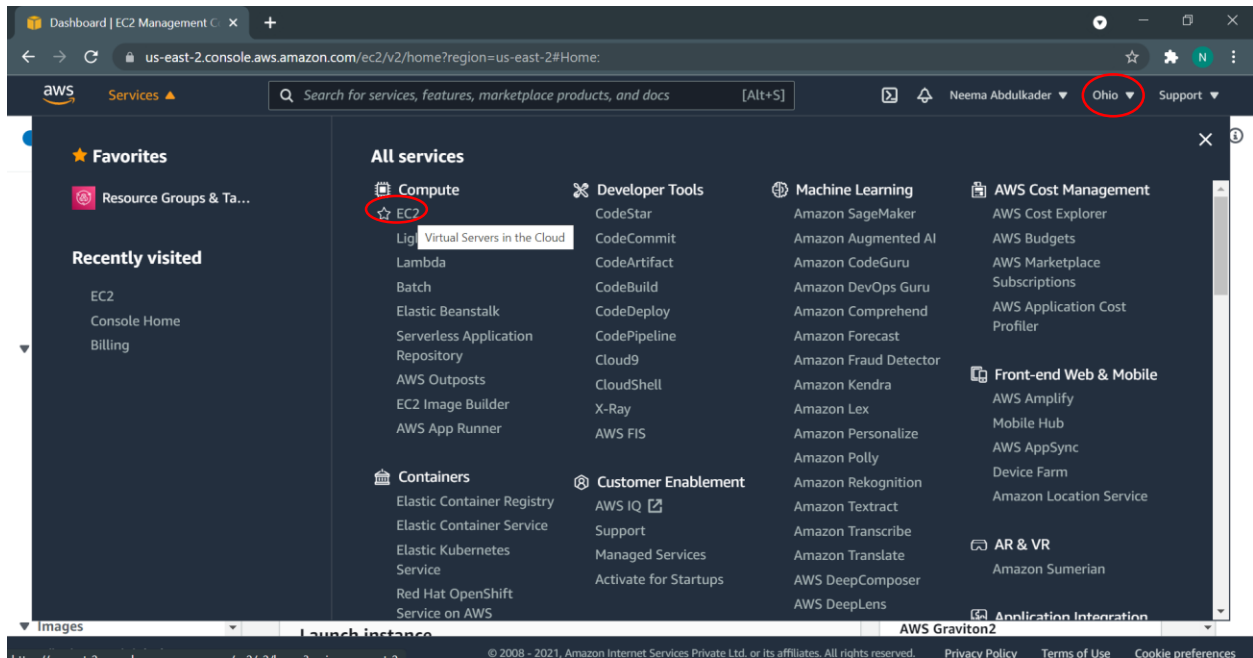 Dashboard | EC2 Management C
us-east-2.console.aws.amazon.com/ec2/v2/home?region=us-east-2#Home:
N
aws
Services
Search for services, features, marketplace products, and docs
[Alt+S]
Neema Abdulkader
Ohio
Support
Favorites
Resource Groups & Ta...
Recently visited
EC2
Console Home
Billing
All services
Compute
EC2
Virtual Servers in the Cloud
Lambda
Batch
Elastic Beanstalk
Serverless Application
Repository
AWS Outposts
EC2 Image Builder
AWS App Runner
Containers
Elastic Container Registry
Elastic Container Service
Elastic Kubernetes
Service
Red Hat OpenShift
Service on AWS
Developer Tools
CodeStar
CodeCommit
CodeArtifact
CodeBuild
CodeDeploy
CodePipeline
Cloud9
CloudShell
X-Ray
AWS FIS
Customer Enablement
AWS IQ
Support
Managed Services
Activate for Startups
Machine Learning
Amazon SageMaker
Amazon Augmented AI
Amazon CodeGuru
Amazon DevOps Guru
Amazon Comprehend
Amazon Forecast
Amazon Fraud Detector
Amazon Kendra
Amazon Lex
Amazon Personalize
Amazon Polly
Amazon Rekognition
Amazon Textract
Amazon Transcribe
Amazon Translate
AWS DeepComposer
AWS DeepLens
AWS Cost Management
AWS Cost Explorer
AWS Budgets
AWS Marketplace
Subscriptions
AWS Application Cost
Profiler
Front-end Web & Mobile
AWS Amplify
Mobile Hub
AWS AppSync
Device Farm
Amazon Location Service
AR & VR
Amazon Sumerian
Application Integration
Images
Launch instance
AWS Graviton2
© 2008 - 2021, Amazon Internet Services Private Ltd. or its affiliates. All rights reserved.
Privacy Policy
Terms of Use
Cookie preferences